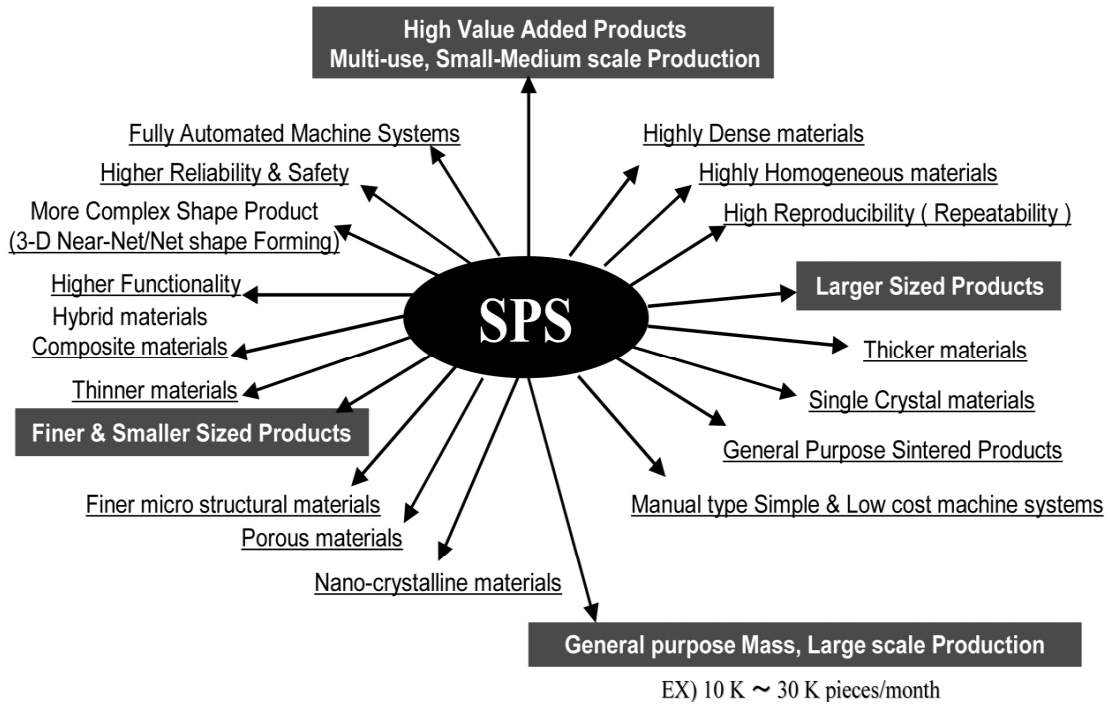 High Value Added Products
Multi-use, Small-Medium scale Production
Fully Automated Machine Systems
Highly Dense materials
Higher Reliability & Safety
Highly Homogeneous materials
More Complex Shape Product
(3-D Near-Net/Net shape Forming)
High Reproducibility ( Repeatability )
Higher Functionality
Hybrid materials
Composite materials
SPS
Larger Sized Products
Thicker materials
Thinner materials
Single Crystal materials
Finer & Smaller Sized Products
General Purpose Sintered Products
Finer micro structural materials
Manual type Simple & Low cost machine systems
Porous materials
Nano-crystalline materials
General purpose Mass, Large scale Production
EX) 10 K ~ 30 K pieces/month